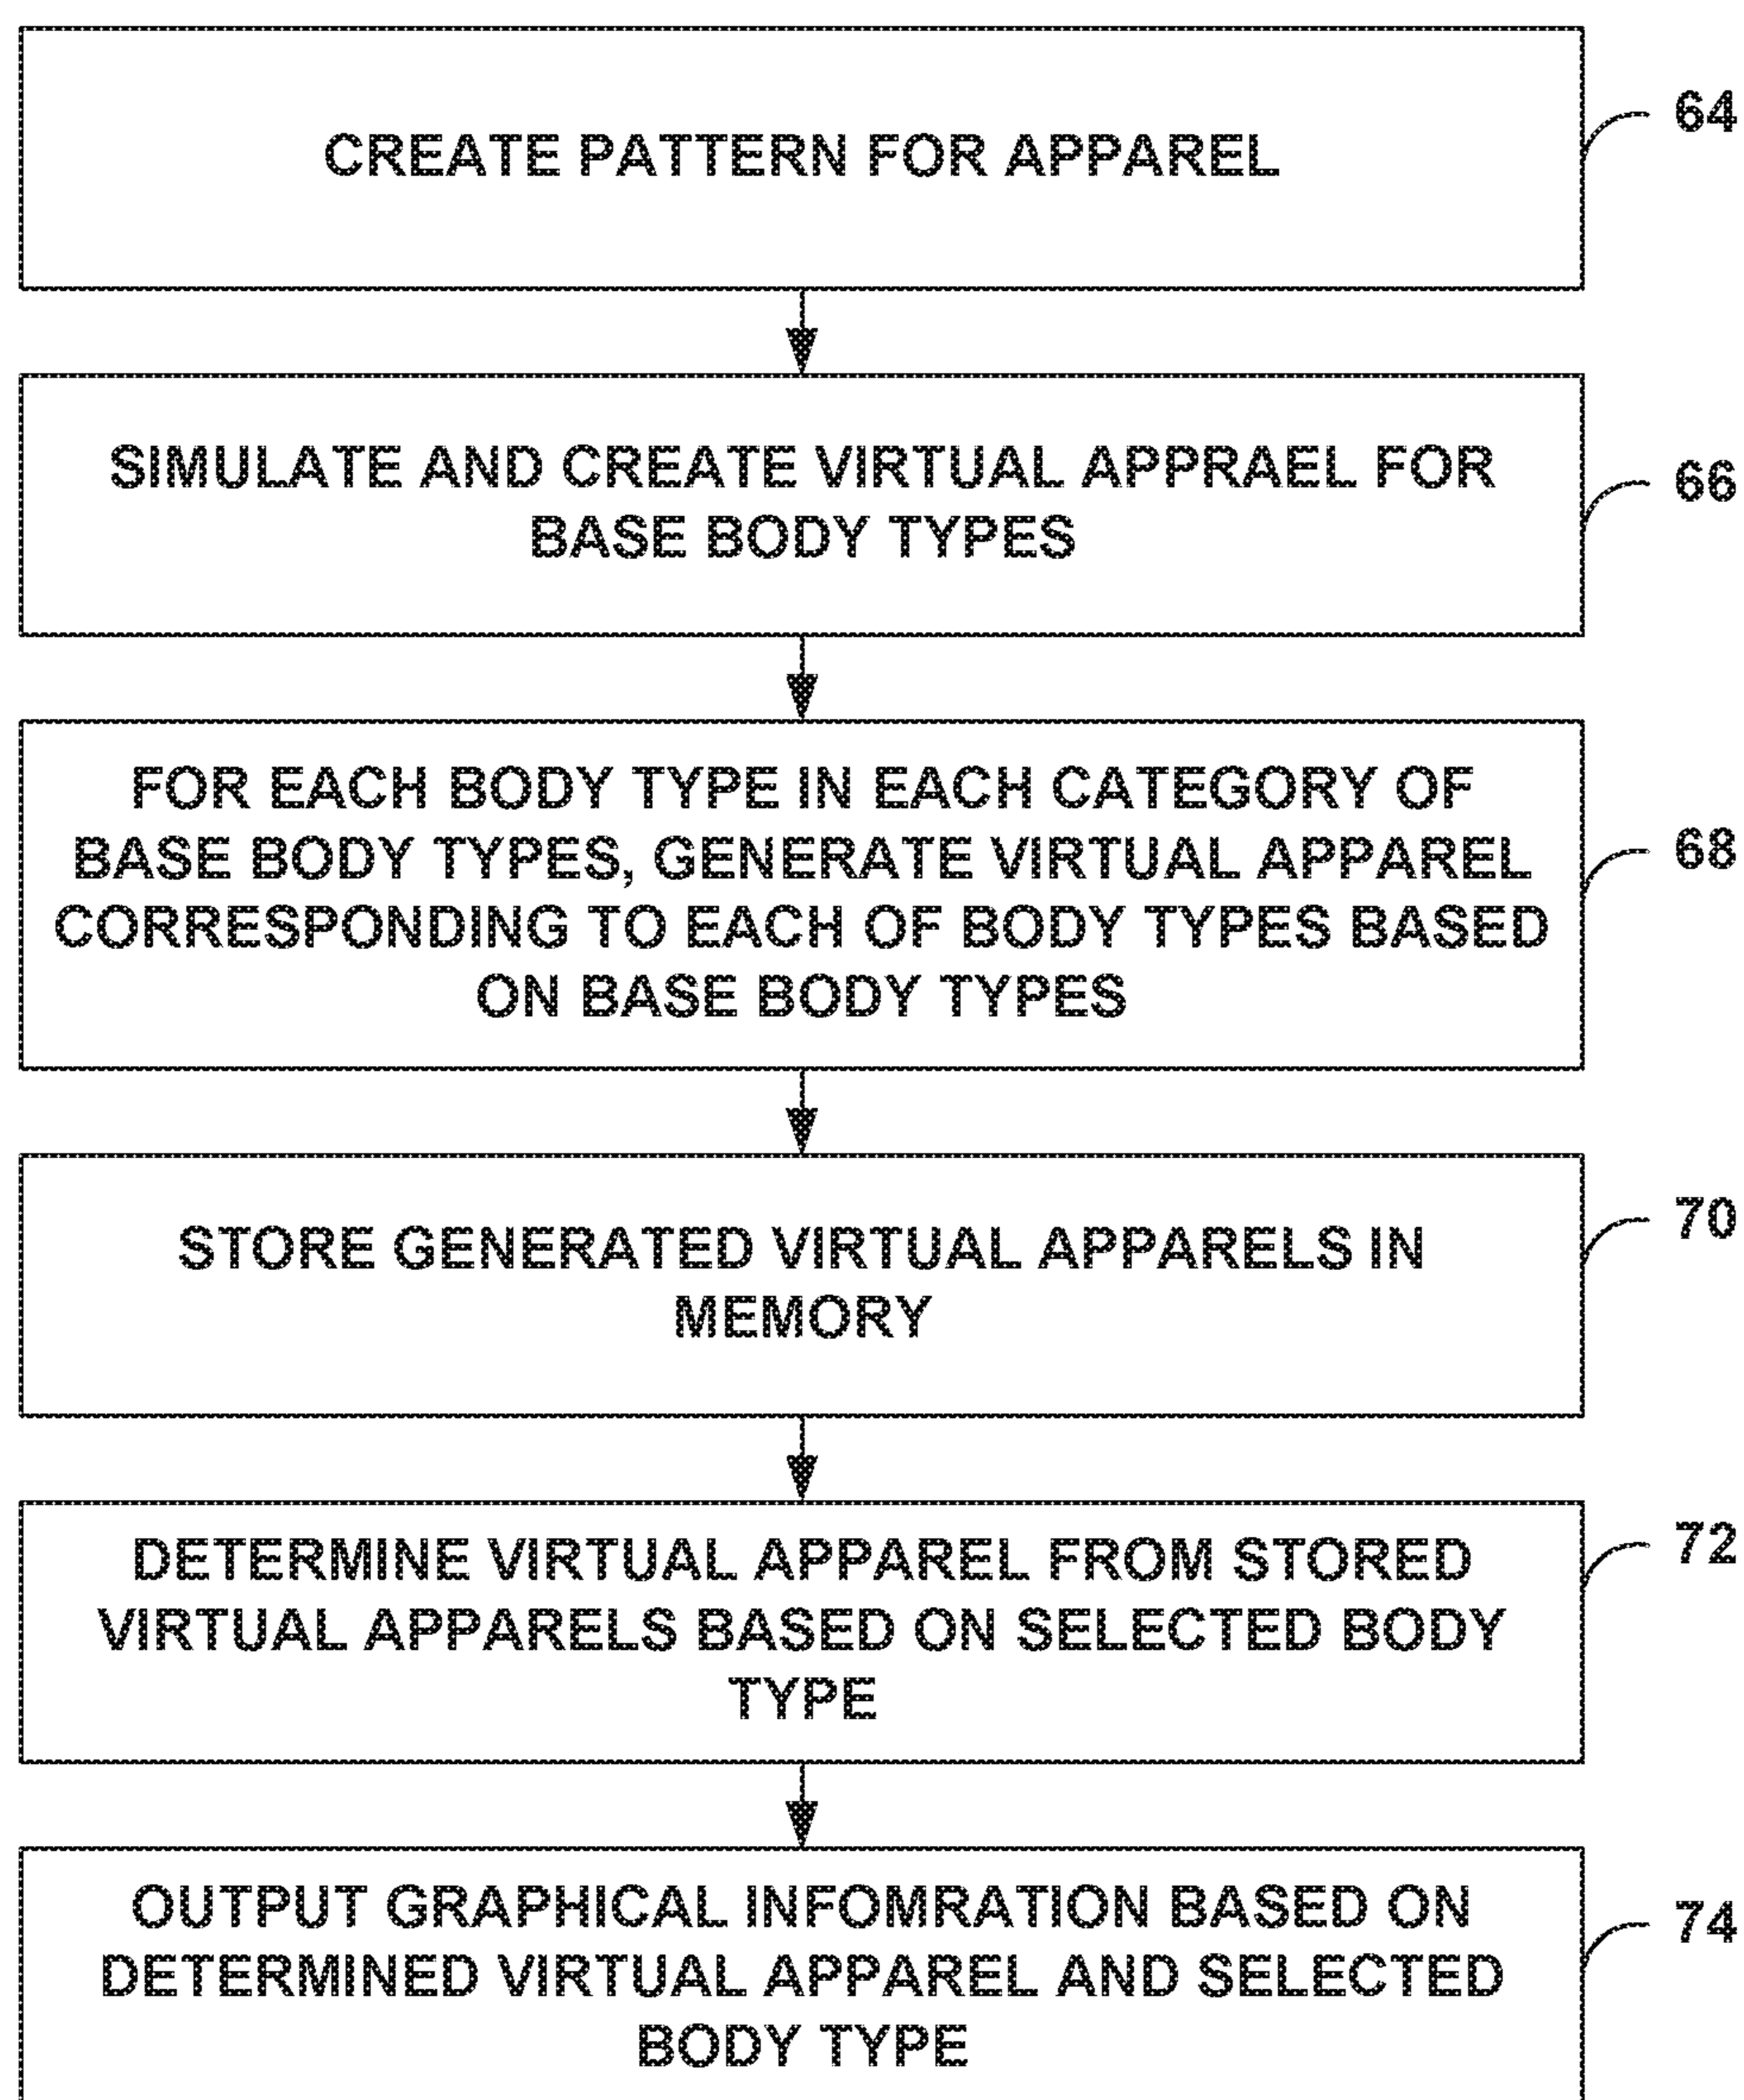 CREATE PATTERN FOR APPAREL
64
SIMULATE AND CREATE VIRTUAL APPRAEL FOR
BASE BODY TYPES
66
FOR EACH BODY TYPE IN EACH CATEGORY OF
BASE BODY TYPES, GENERATE VIRTUAL APPAREL
CORRESPONDING TO EACH OF BODY TYPES BASED
ON BASE BODY TYPES
68
STORE GENERATED VIRTUAL APPARELS IN
MEMORY
70
DETERMINE VIRTUAL APPAREL FROM STORED
VIRTUAL APPARELS BASED ON SELECTED BODY
TYPE
72
OUTPUT GRAPHICAL INFOMRATION BASED ON
DETERMINED VIRTUAL APPAREL AND SELECTED
BODY TYPE
74